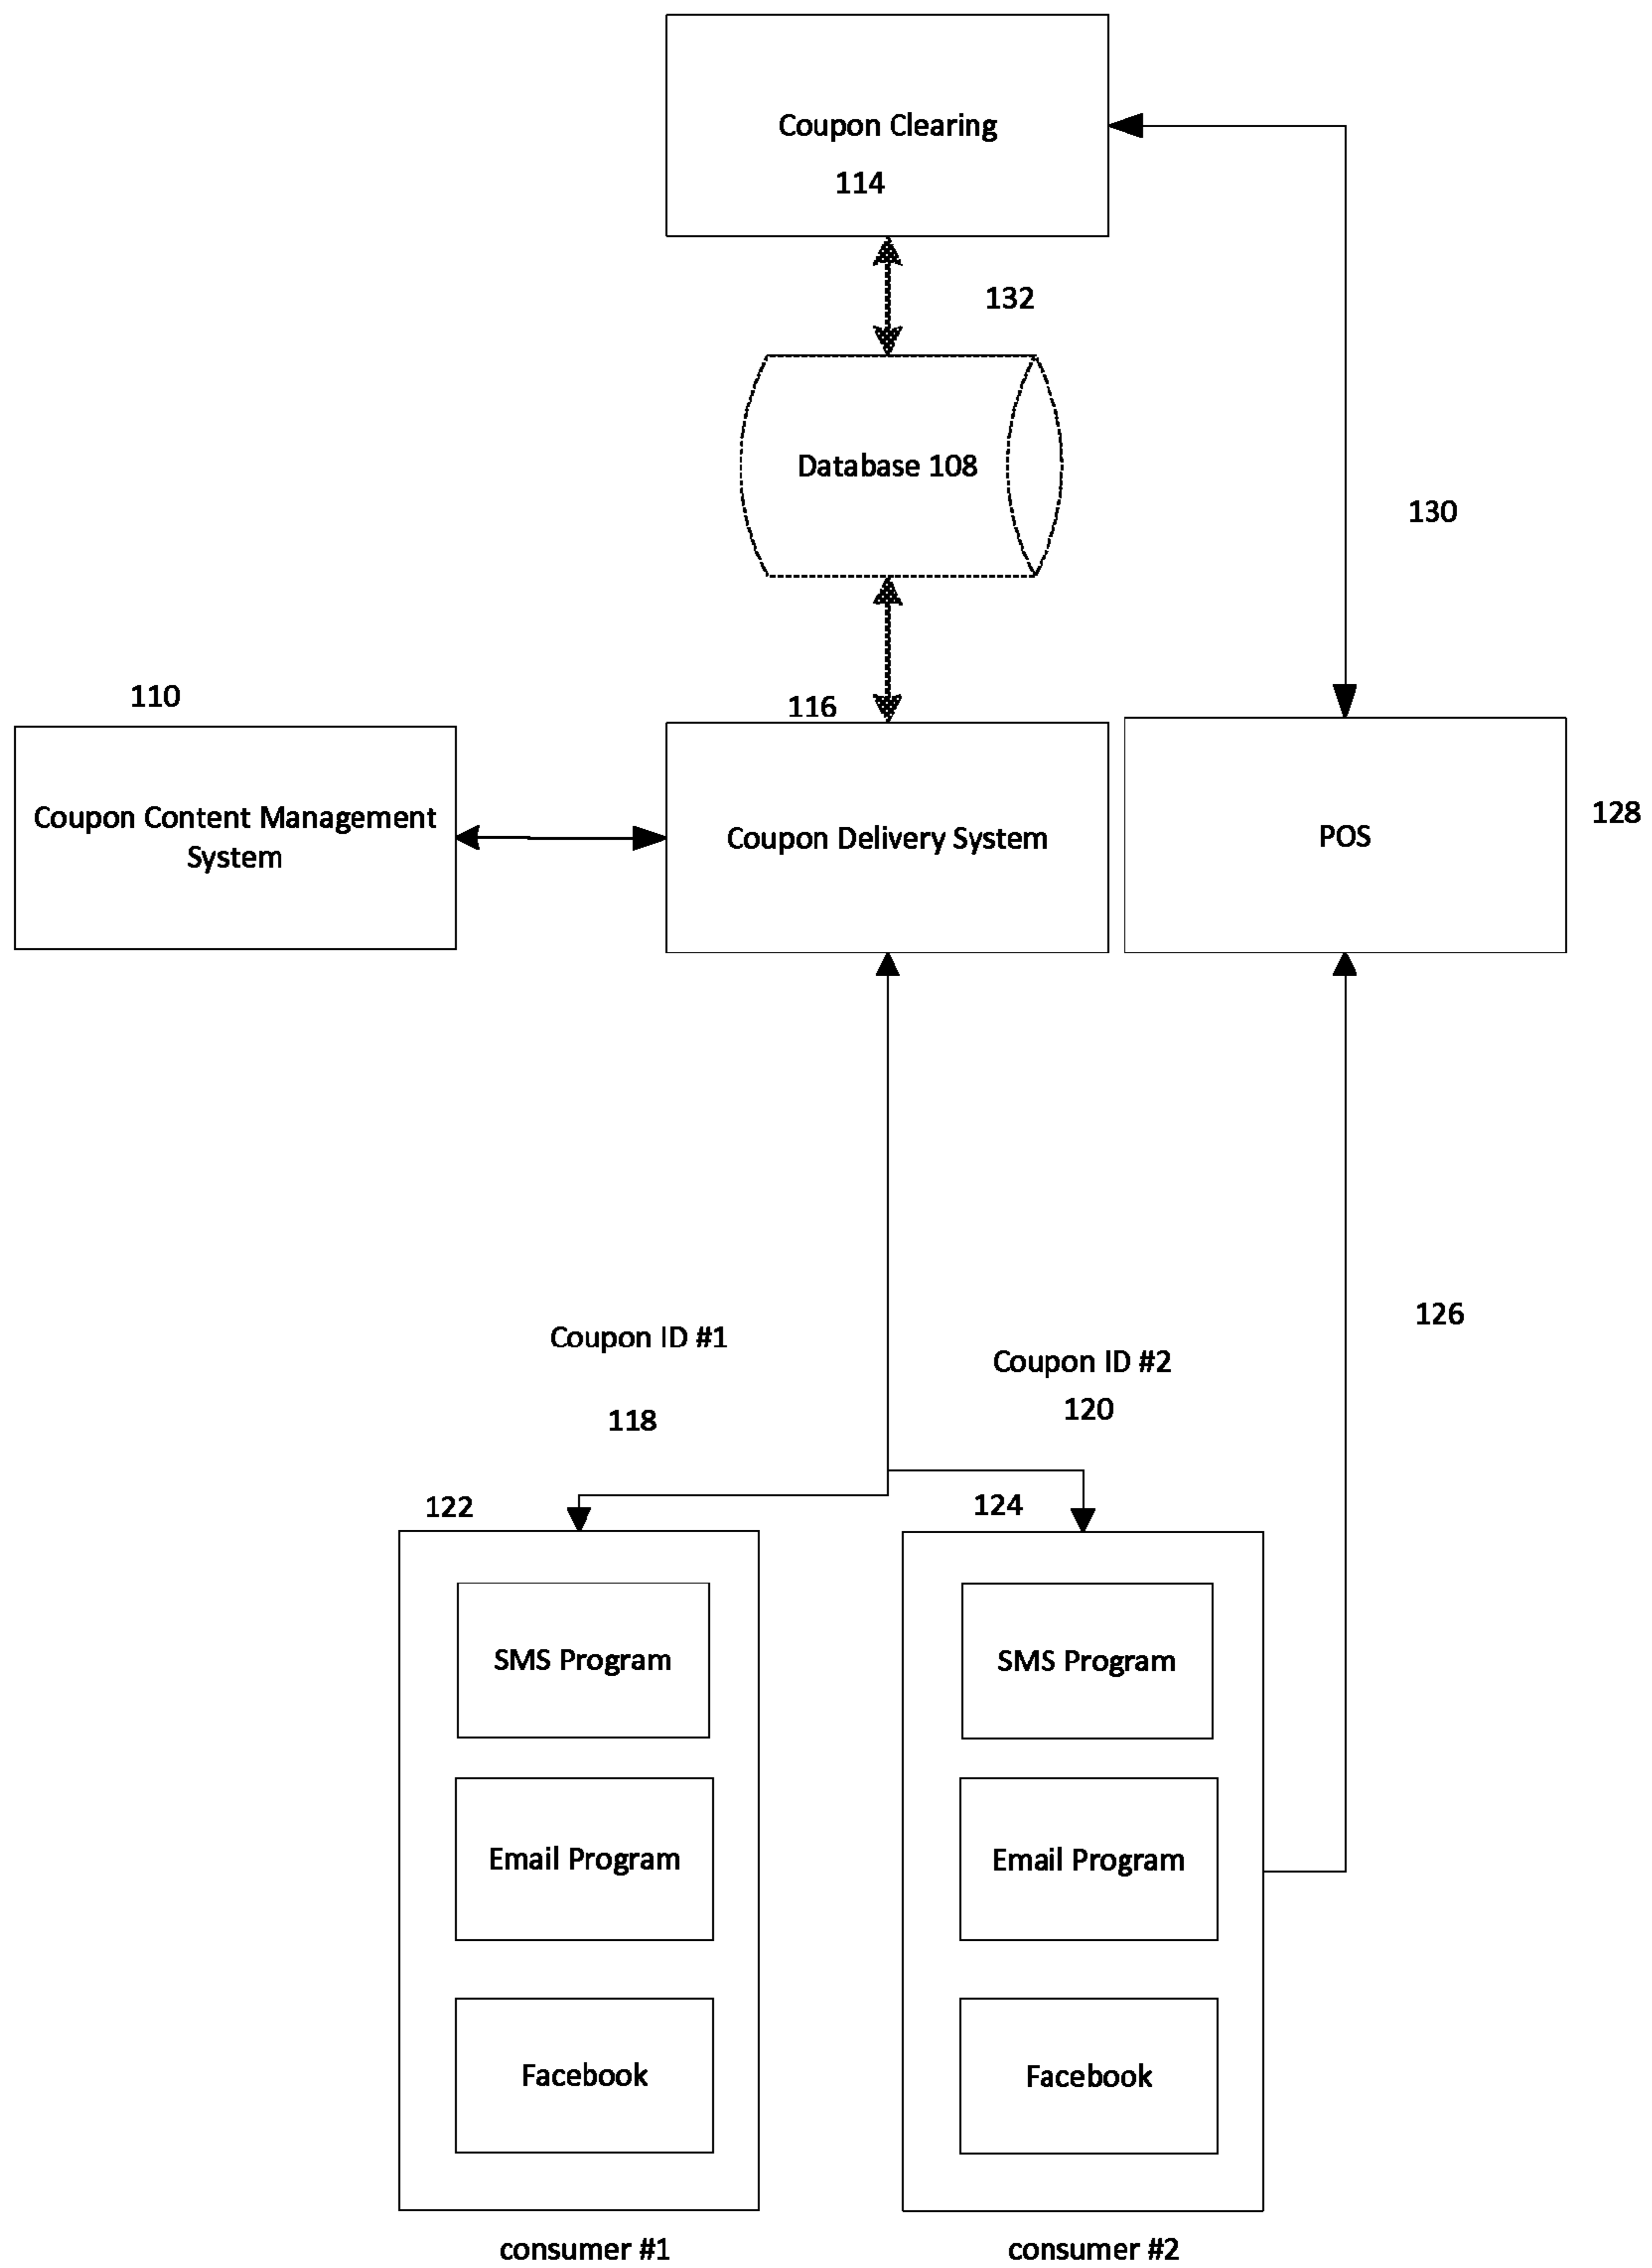 Coupon Clearing
114
132
Database 108
130
110
116
Coupon Content Management
System
Coupon Delivery System
POS
128
126
Coupon ID #1
118
Coupon ID #2
120
122
124
SMS Program
Email Program
Facebook
consumer #1
SMS Program
Email Program
Facebook
consumer #2